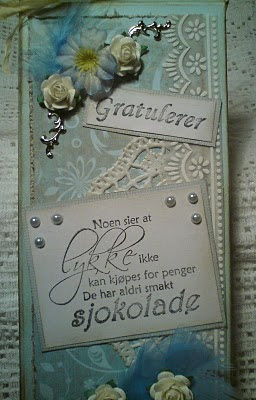 Gratulerer
Noen sier at
lykke ikke
kan kjøpes for penger
De har aldri smakt
sjokolade